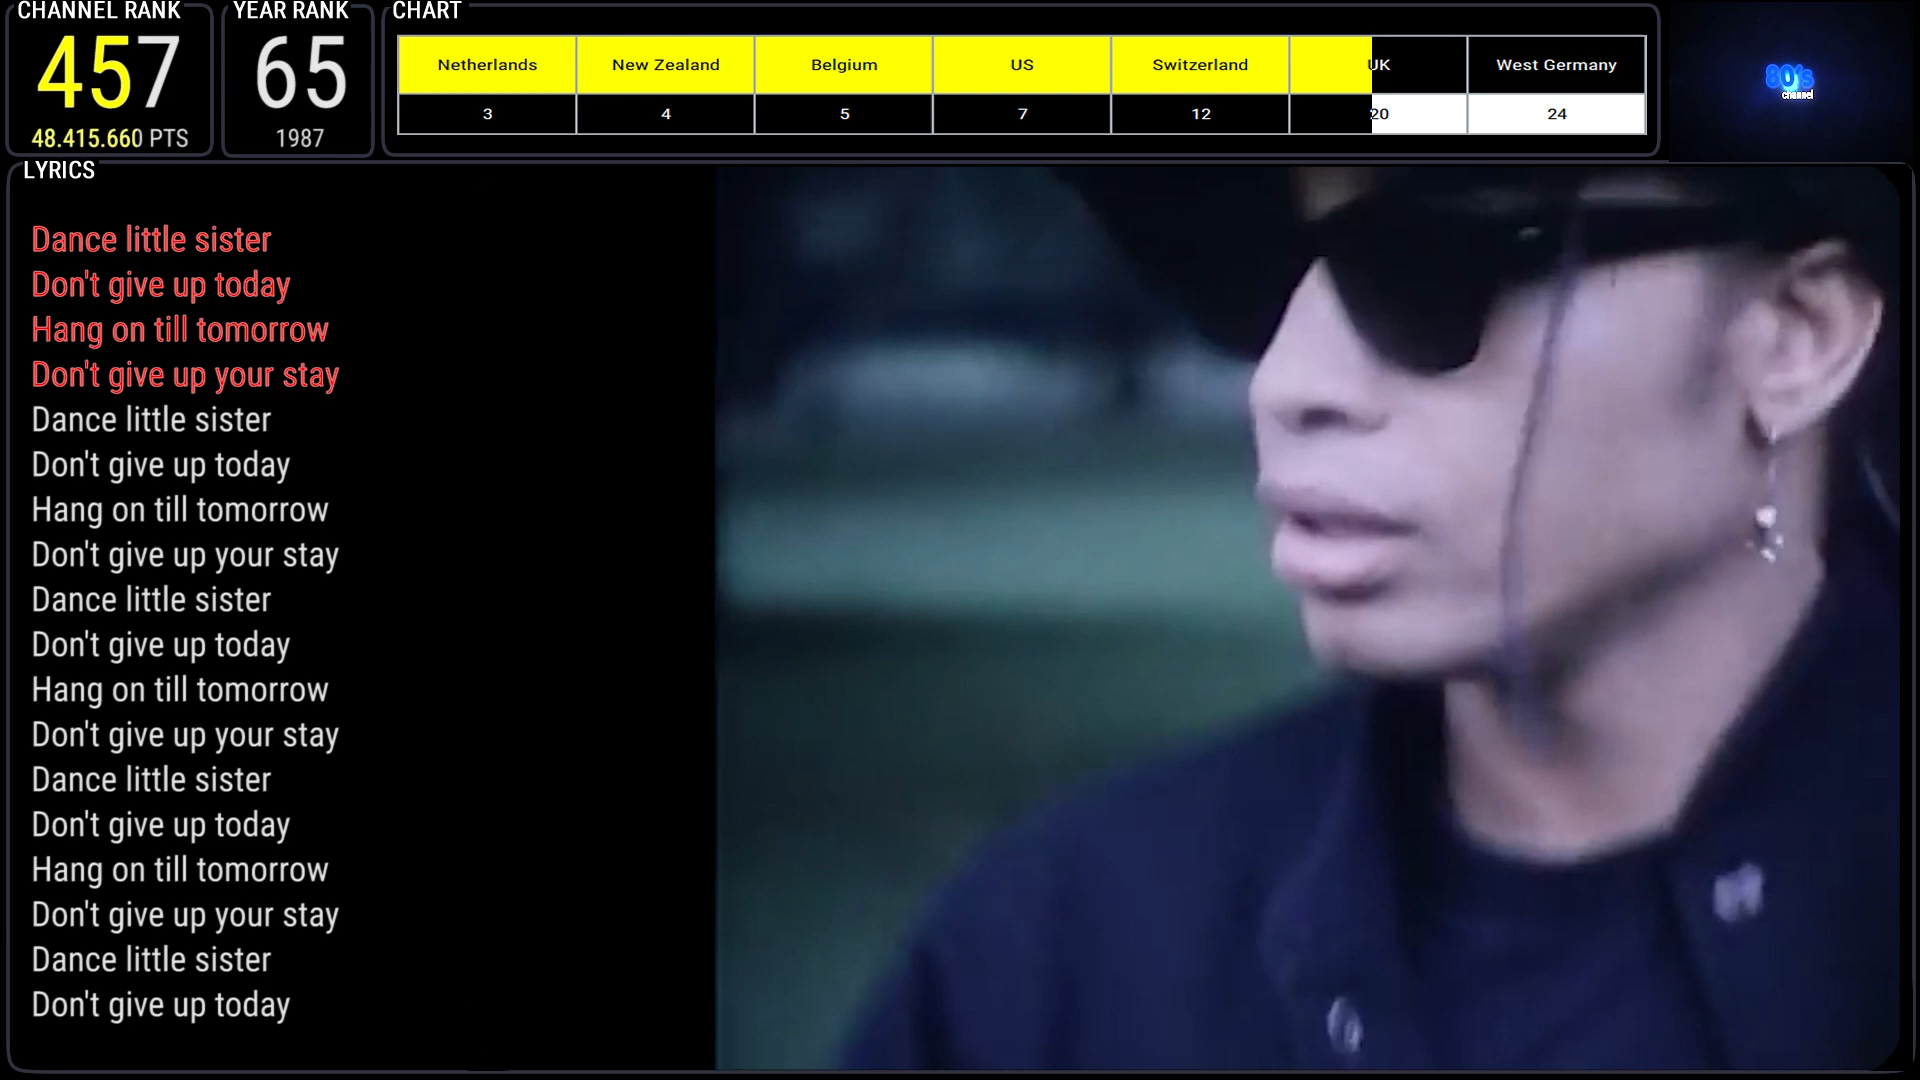 CHANNEL RANK
457
48.415.660 PTS
YEAR RANK
65
1987
CHART
Netherlands New Zealand Belgium US Switzerland UK West Germany
3 4 5 7 12 20 24
80's
channel
LYRICS
Dance little sister
Don't give up today
Hang on till tomorrow
Don't give up your stay
Dance little sister
Don't give up today
Hang on till tomorrow
Don't give up your stay
Dance little sister
Don't give up today
Hang on till tomorrow
Don't give up your stay
Dance little sister
Don't give up today
Hang on till tomorrow
Don't give up your stay
Dance little sister
Don't give up today